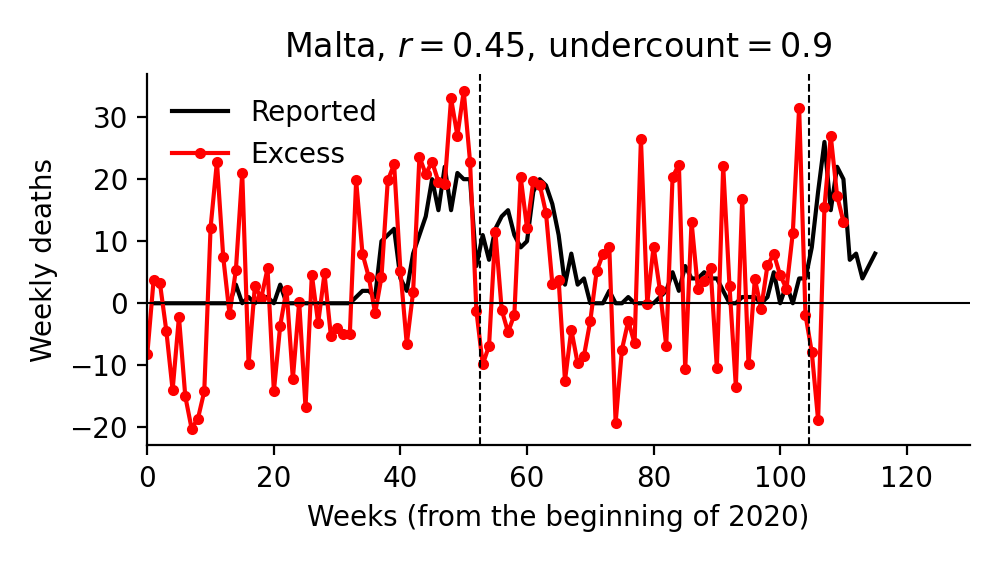 Malta, r = 0.45, undercount = 0.9
Reported
Excess
Weekly deaths
30
20
10
0
−10
−20
0 20 40 60 80 100 120
Weeks (from the beginning of 2020)